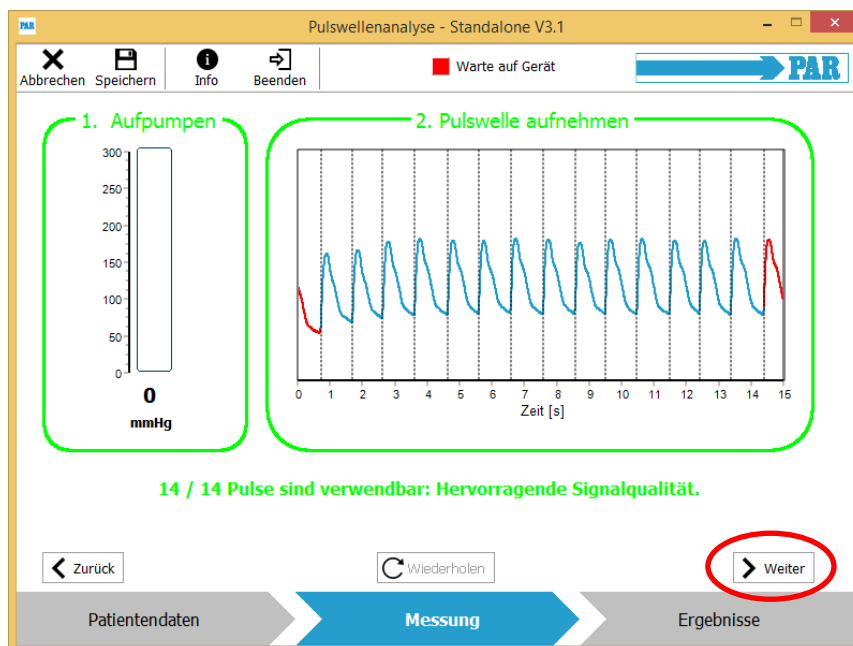 PAR
Pulswellenanalyse - Standalone V3.1
Abbrechen Speichern Info Beenden
Warte auf Gerät
PAR
1. Aufpumpen
300
200
250
150
100
50
0
0
mmHg
2. Pulswelle aufnehmen
0 1 2 3 4 5 6 7 8 9 10 11 12 13 14 15
Zeit [s]
14 / 14 Pulse sind verwendbar: Hervorragende Signalqualität.
Zurück Wiederholen Weiter
Patientendaten Messung Ergebnisse